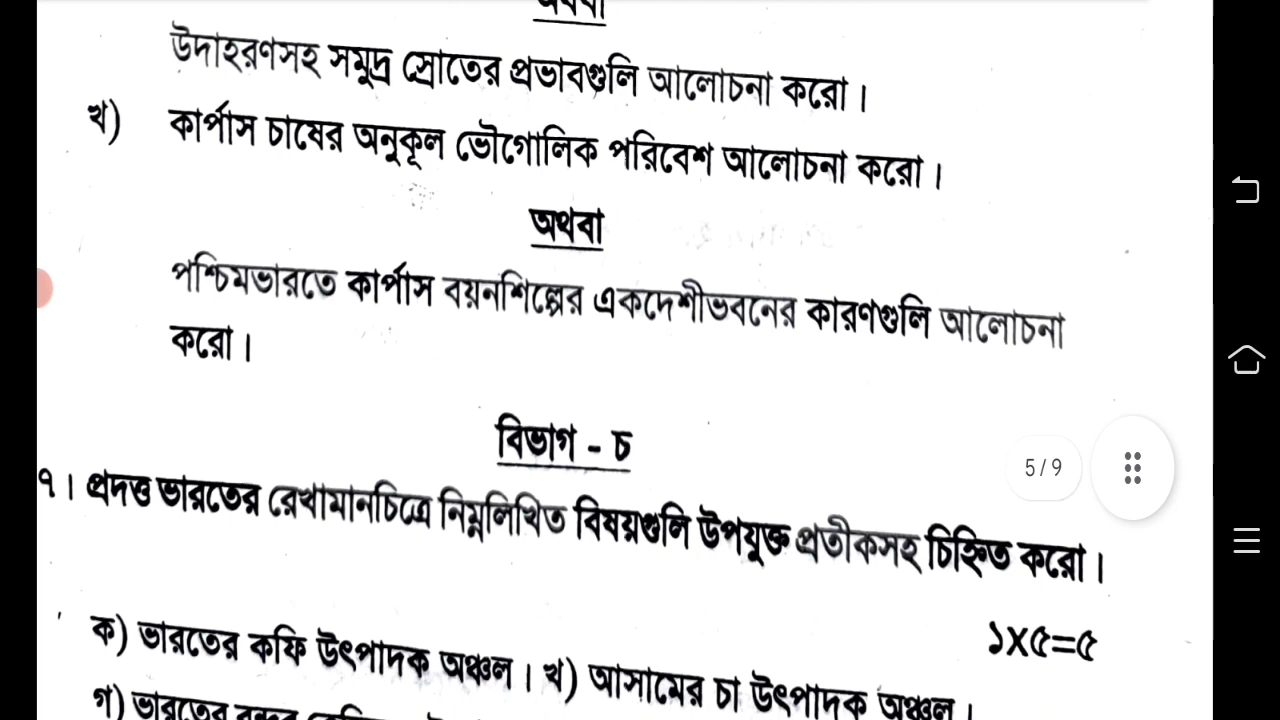 অথবা
উদাহরণসহ সমুদ্র স্রোতের প্রভাবগুলি আলোচনা করো।
খ) কার্পাস চাষের অনুকূল ভৌগোলিক পরিবেশ আলোচনা করো।
অথবা
পশ্চিমভারতে কার্পাস বয়নশিল্পের একদেশীভবনের কারণগুলি আলোচনা
করো।
বিভাগ - চ
5/9
৭। প্রদত্ত ভারতের রেখামানচিত্রে নিম্নলিখিত বিষয়গুলি উপযুক্ত প্রতীকসহ চিহ্নিত করো।
১X৫=৫
ক) ভারতের কফি উৎপাদক অঞ্চল। খ) আসামের চা উৎপাদক অঞ্চল।
গ) ভারতের